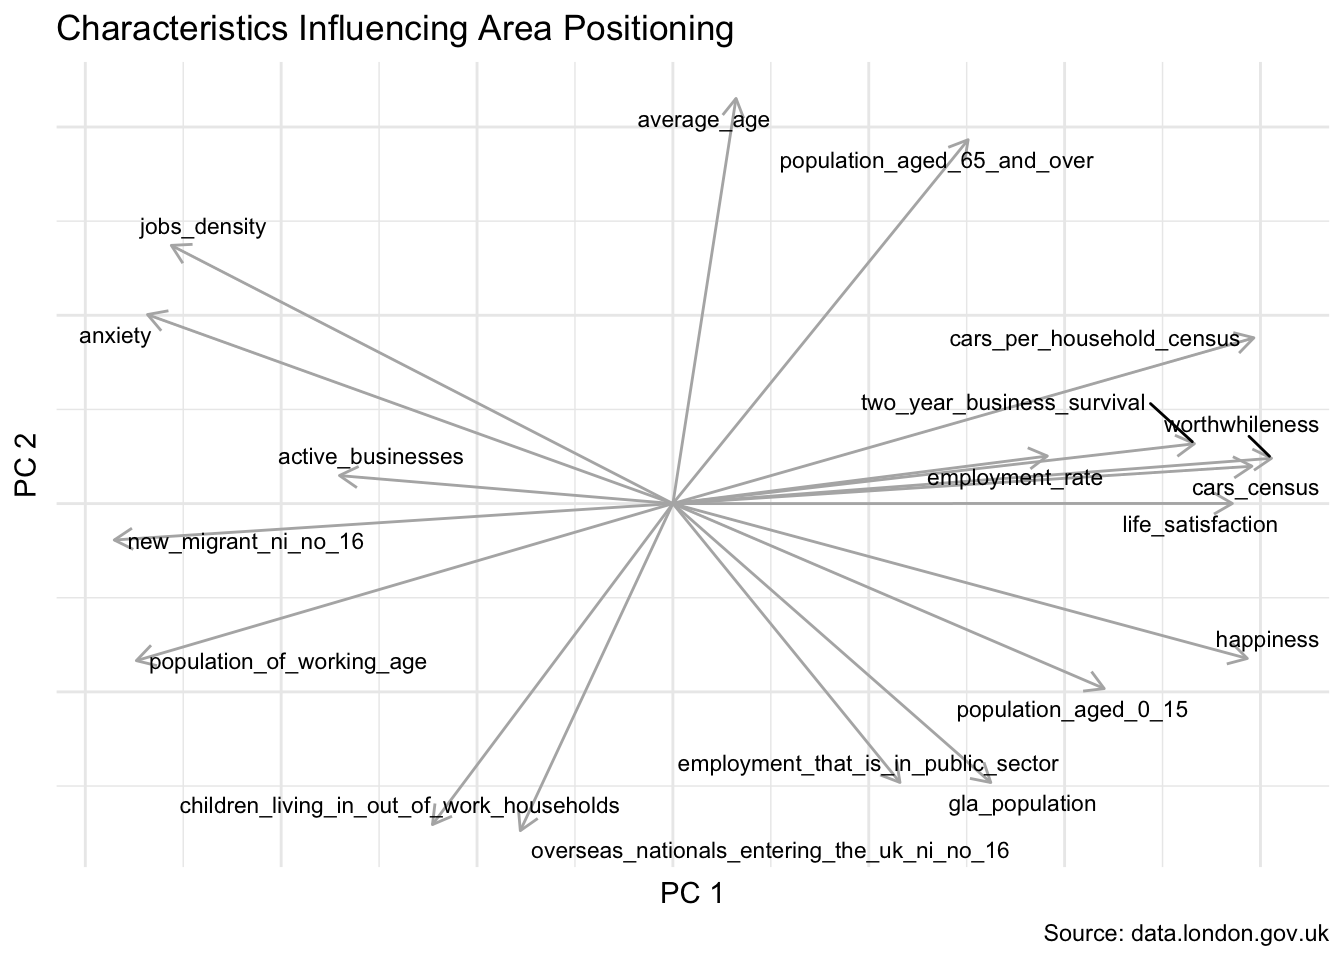 Characteristics Influencing Area Positioning
average_age
population_aged_65_and_over
jobs_density
anxiety
cars_per_household_census
two_year_business_survival
worthwhileness
active_businesses
employment_rate
cars_census
life_satisfaction
new_migrant_ni_no_16
happiness
population_of_working_age
population_aged_0_15
employment_that_is_in_public_sector
children_living_in_out_of_work_households
gla_population
overseas_nationals_entering_the_uk_ni_no_16
PC 2
PC 1
Source: data.london.gov.uk